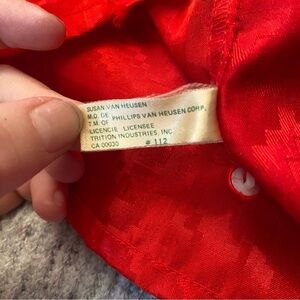 SUSAN VAN HEUSEN
M.D. DE
T.M. OF PHILLIPS VAN HEUSEN CORP.
LICENCIE LICENSEE
TRITION INDUSTRIES, INC.
CA 00030 # 112